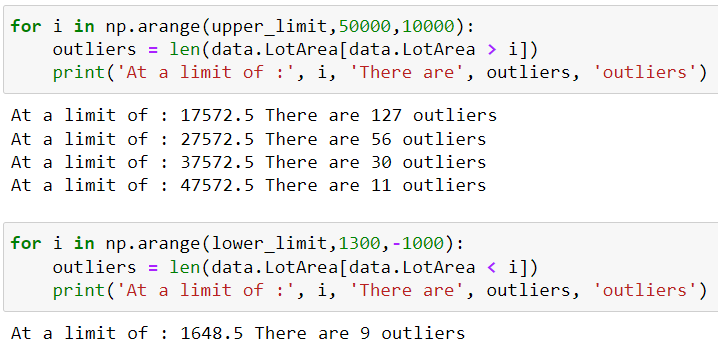 for i in np.arange(upper_limit,50000,10000):
    outliers = len(data.LotArea[data.LotArea > i])
    print('At a limit of :', i, 'There are', outliers, 'outliers')
At a limit of : 17572.5 There are 127 outliers
At a limit of : 27572.5 There are 56 outliers
At a limit of : 37572.5 There are 30 outliers
At a limit of : 47572.5 There are 11 outliers
for i in np.arange(lower_limit,1300,-1000):
    outliers = len(data.LotArea[data.LotArea < i])
    print('At a limit of :', i, 'There are', outliers, 'outliers')
At a limit of : 1648.5 There are 9 outliers